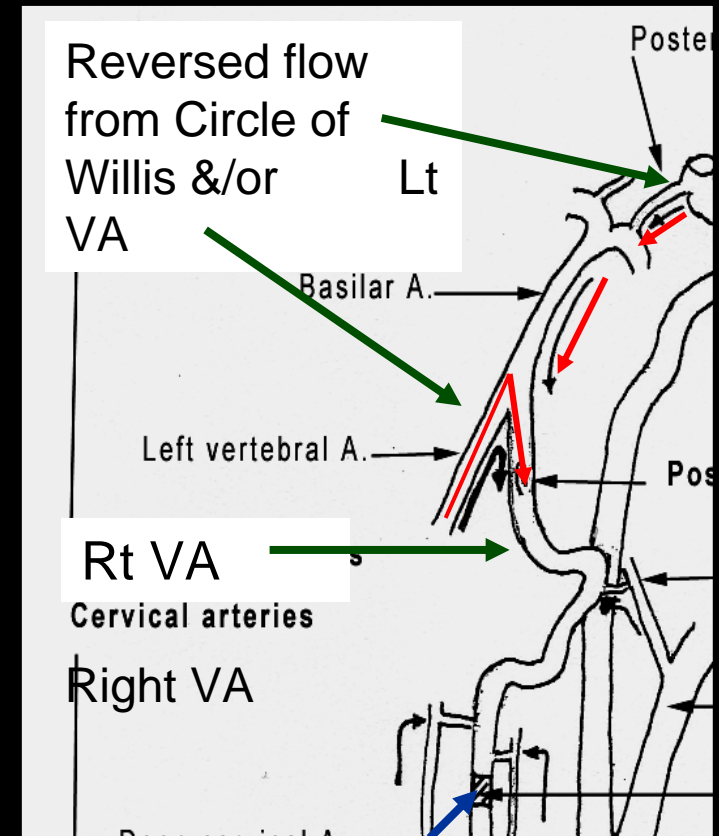 Poste
Reversed flow
from Circle of
Willis &/or Lt
VA
Basilar A.
Left vertebral A.
Pos
Rt VA
s
Cervical arteries
Right VA